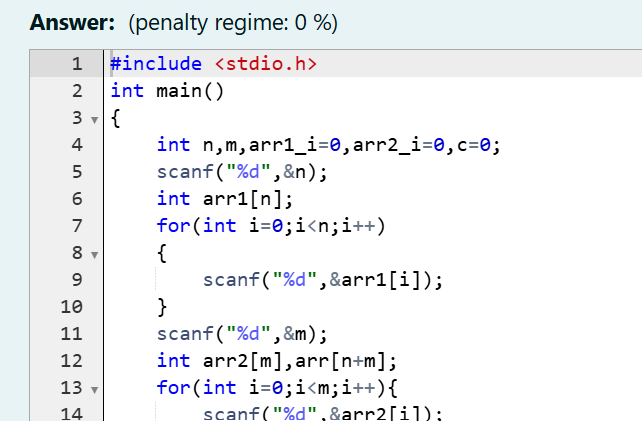 Answer: (penalty regime: 0 %)
1 #include <stdio.h>
2 int main()
3 {
4 int n,m,arr1_i=0,arr2_i=0,c=0;
5 scanf("%d",&n);
6 int arr1[n];
7 for(int i=0;i<n;i++)
8 {
9 scanf("%d",&arr1[i]);
10 }
11 scanf("%d",&m);
12 int arr2[m],arr[n+m];
13 for(int i=0;i<m;i++){
14 scanf("%d",&arr2[i]);